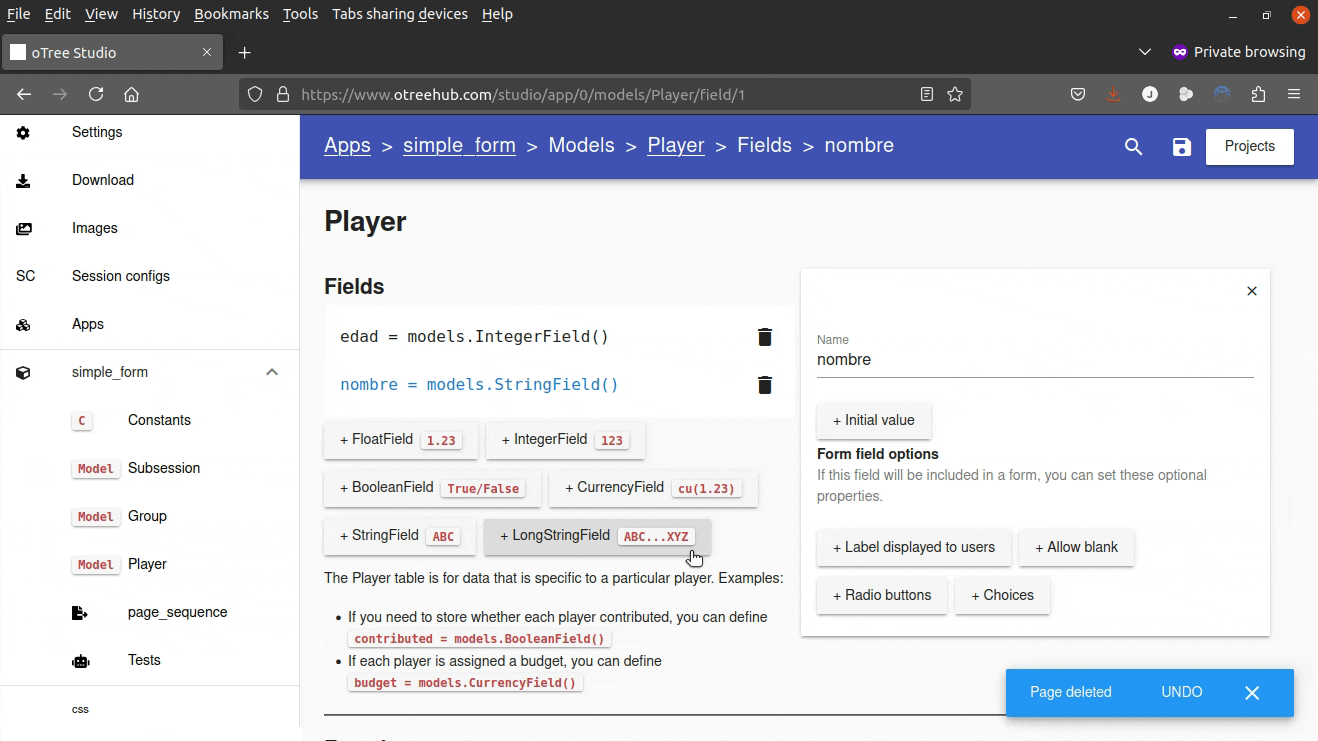 File Edit View History Bookmarks Tools Tabs sharing devices Help
oTree Studio
Private browsing
https://www.otreehub.com/studio/app/0/models/Player/field/1
J
Settings
Download
Images
SC Session configs
Apps
simple_form
C Constants
Model Subsession
Model Group
Model Player
page_sequence
Tests
css
Apps > simple_form > Models > Player > Fields > nombre
Projects
Player
Fields
edad = models.IntegerField()
nombre = models.StringField()
+ FloatField 1.23 + IntegerField 123
+ BooleanField True/False + CurrencyField cu(1.23)
+ StringField ABC + LongStringField ABC...XYZ
The Player table is for data that is specific to a particular player. Examples:
• If you need to store whether each player contributed, you can define
contributed = models.BooleanField()
• If each player is assigned a budget, you can define
budget = models.CurrencyField()
Name
nombre
+ Initial value
Form field options
If this field will be included in a form, you can set these optional
properties.
+ Label displayed to users + Allow blank
+ Radio buttons + Choices
Page deleted UNDO